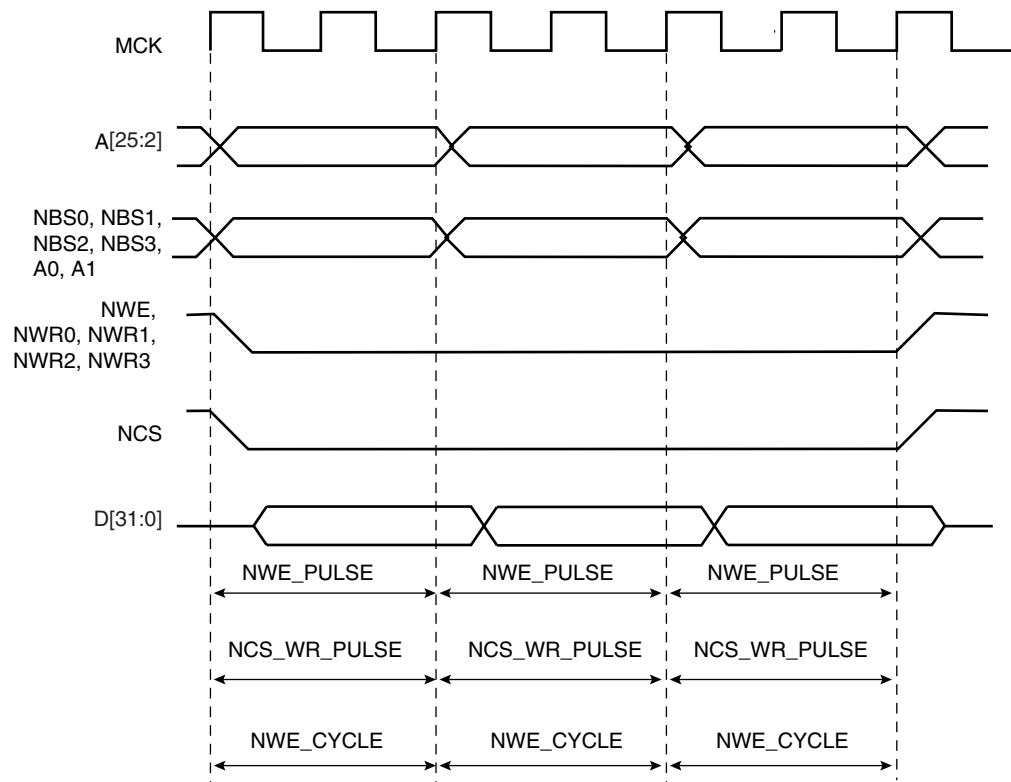 MCK
A[25:2]
NBS0, NBS1,
NBS2, NBS3,
A0, A1
NWE,
NWR0, NWR1,
NWR2, NWR3
NCS
D[31:0]
NWE_PULSE NWE_PULSE NWE_PULSE
NCS_WR_PULSE NCS_WR_PULSE NCS_WR_PULSE
NWE_CYCLE NWE_CYCLE NWE_CYCLE